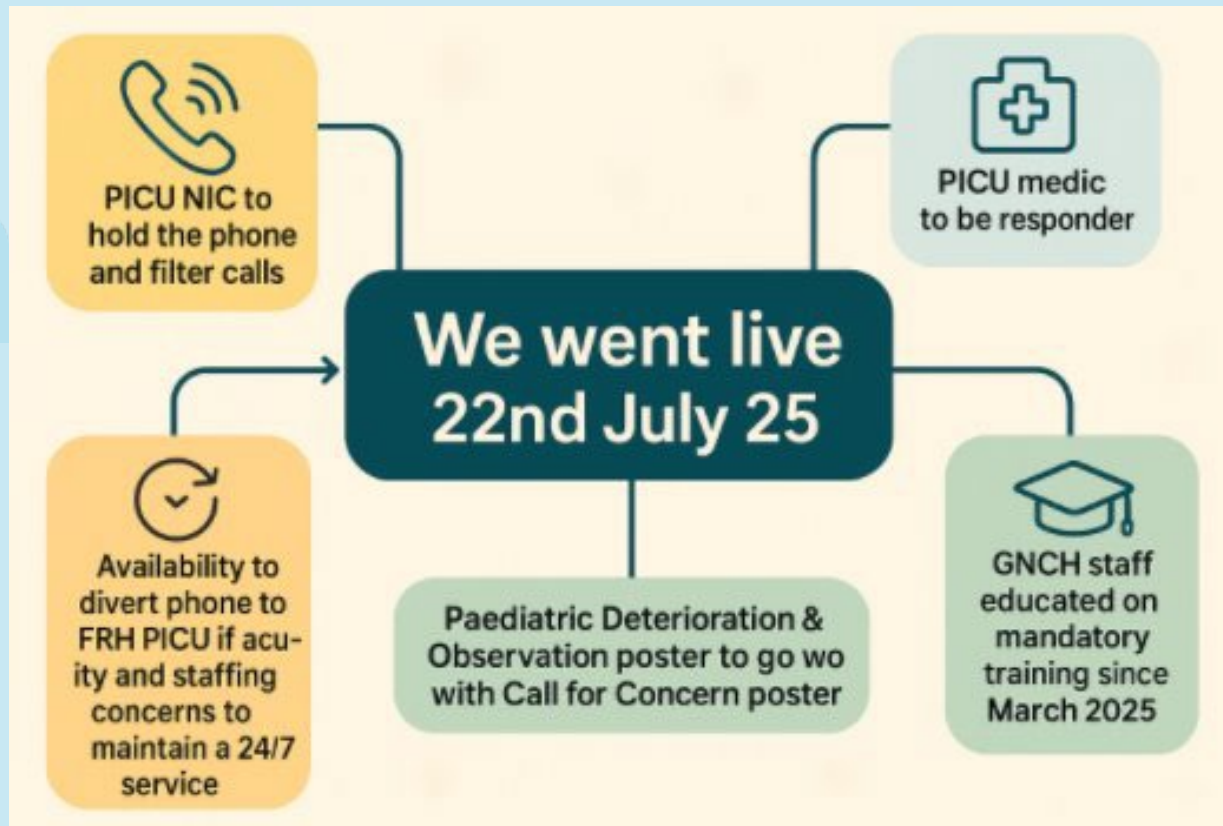 PICU NIC to
hold the phone
and filter calls
PICU medic
to be responder
We went live
22nd July 25
Availability to
divert phone to
FRH PICU if acu-
ity and staffing
concerns to
maintain a 24/7
service
Paediatric Deterioration &
Observation poster to go wo
with Call for Concern poster
GNCH staff
educated on
mandatory
training since
March 2025